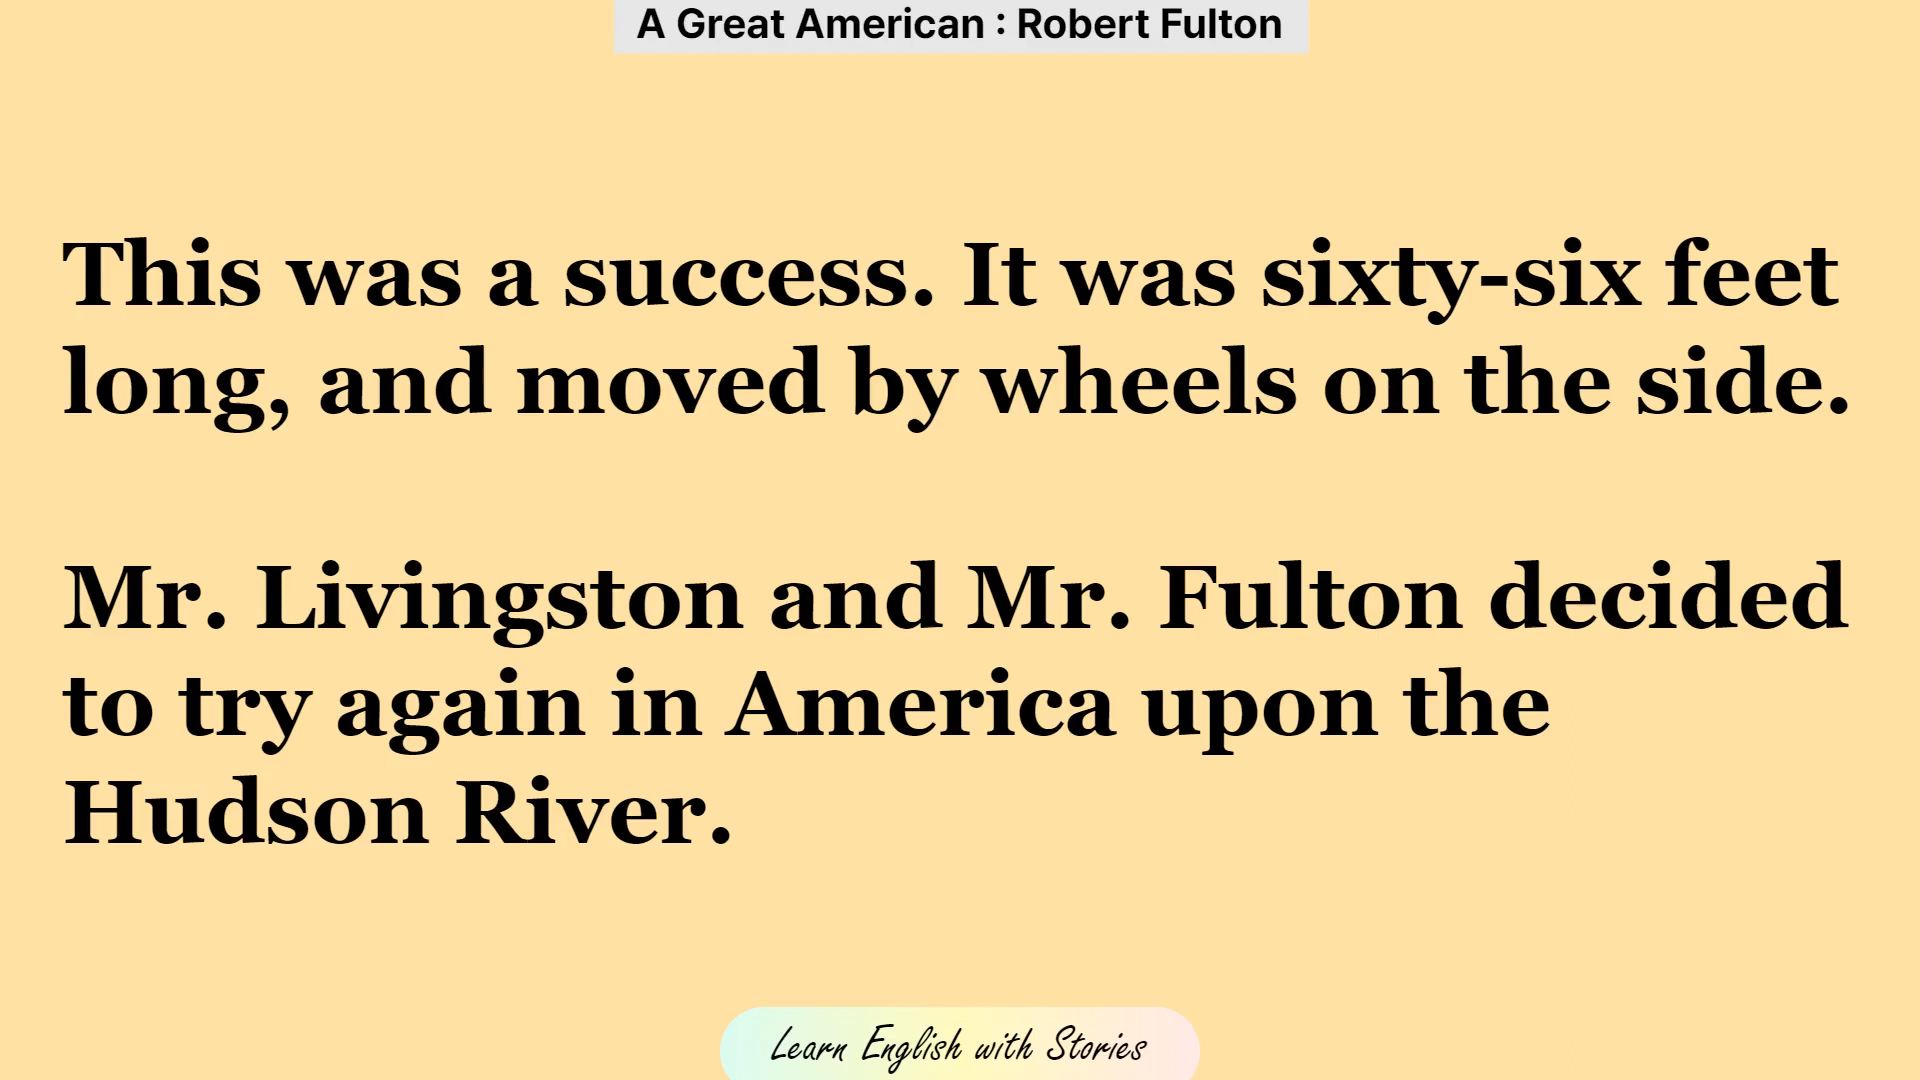 A Great American : Robert Fulton
This was a success. It was sixty-six feet
long, and moved by wheels on the side.
Mr. Livingston and Mr. Fulton decided
to try again in America upon the
Hudson River.
Learn English with Stories